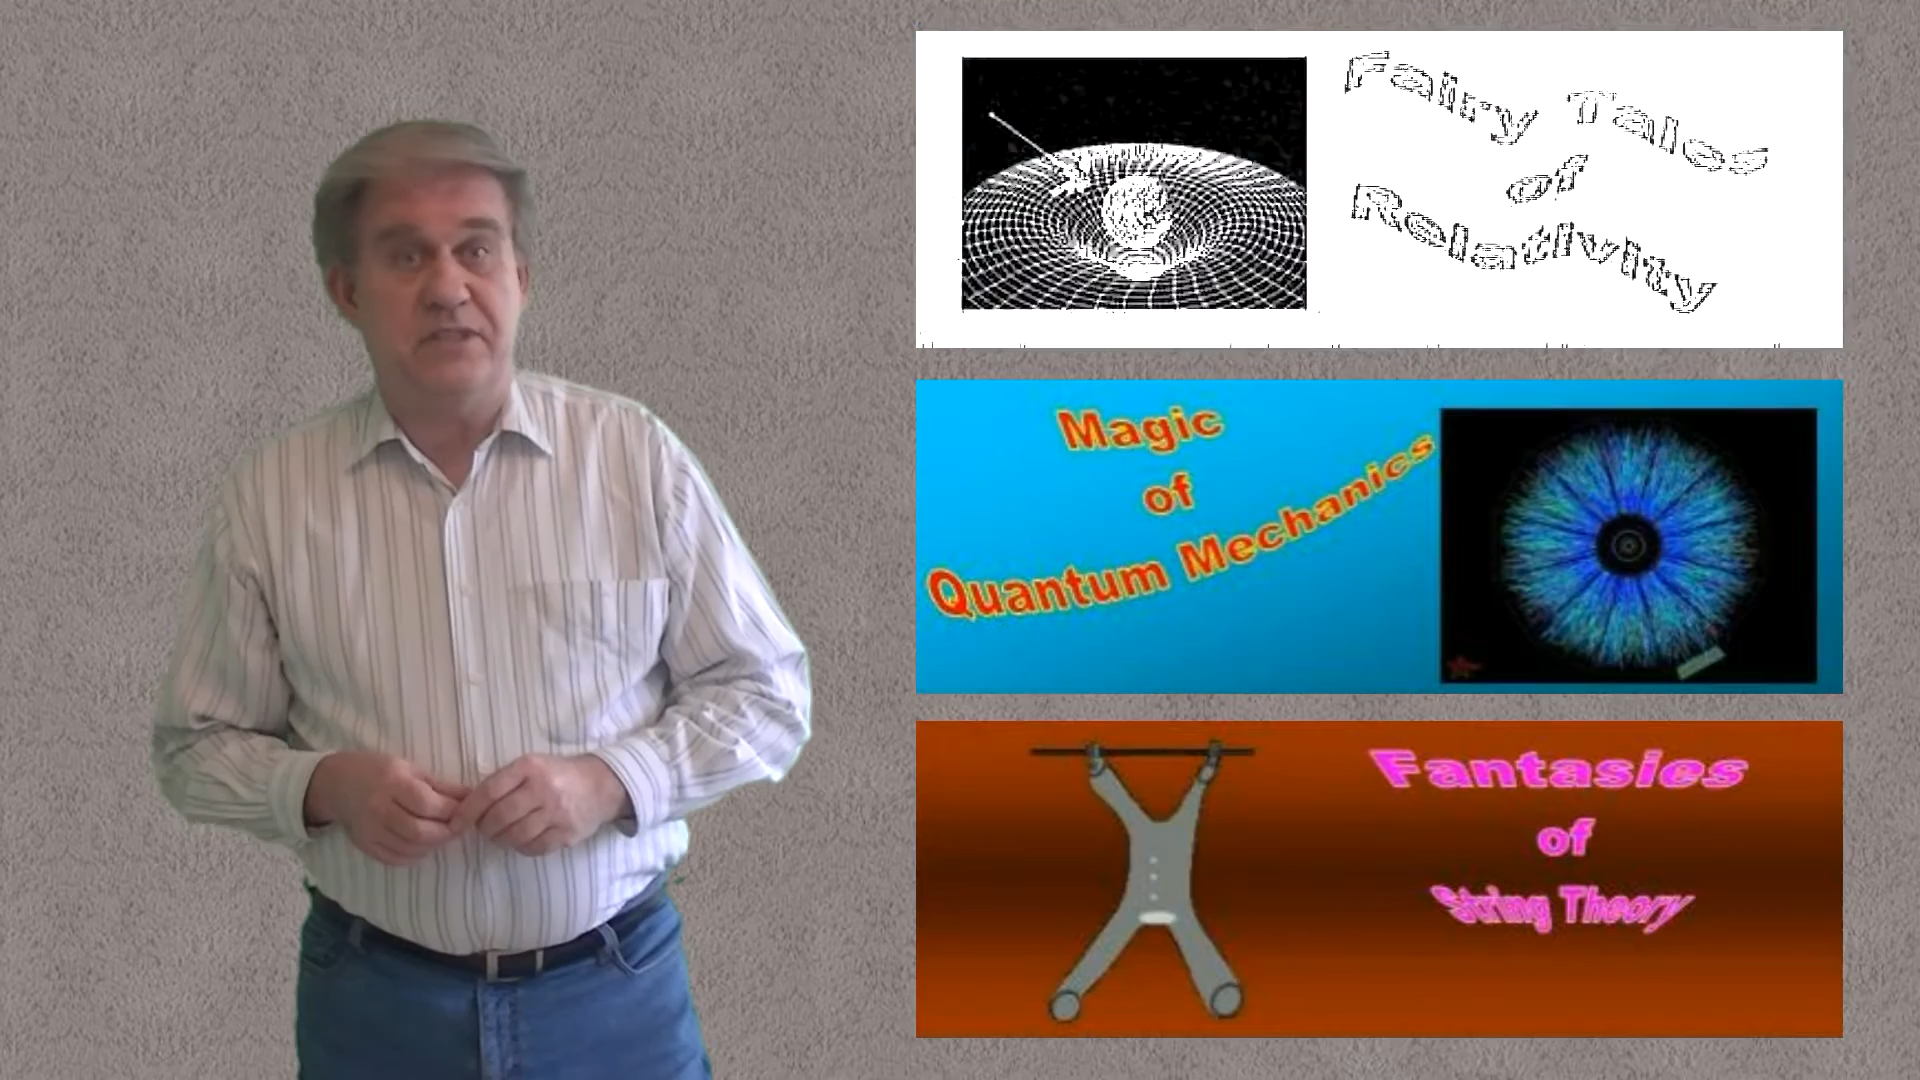 Fairy Tales
of
Relativity
Magic
of
Quantum Mechanics
Fantasies
of
String Theory